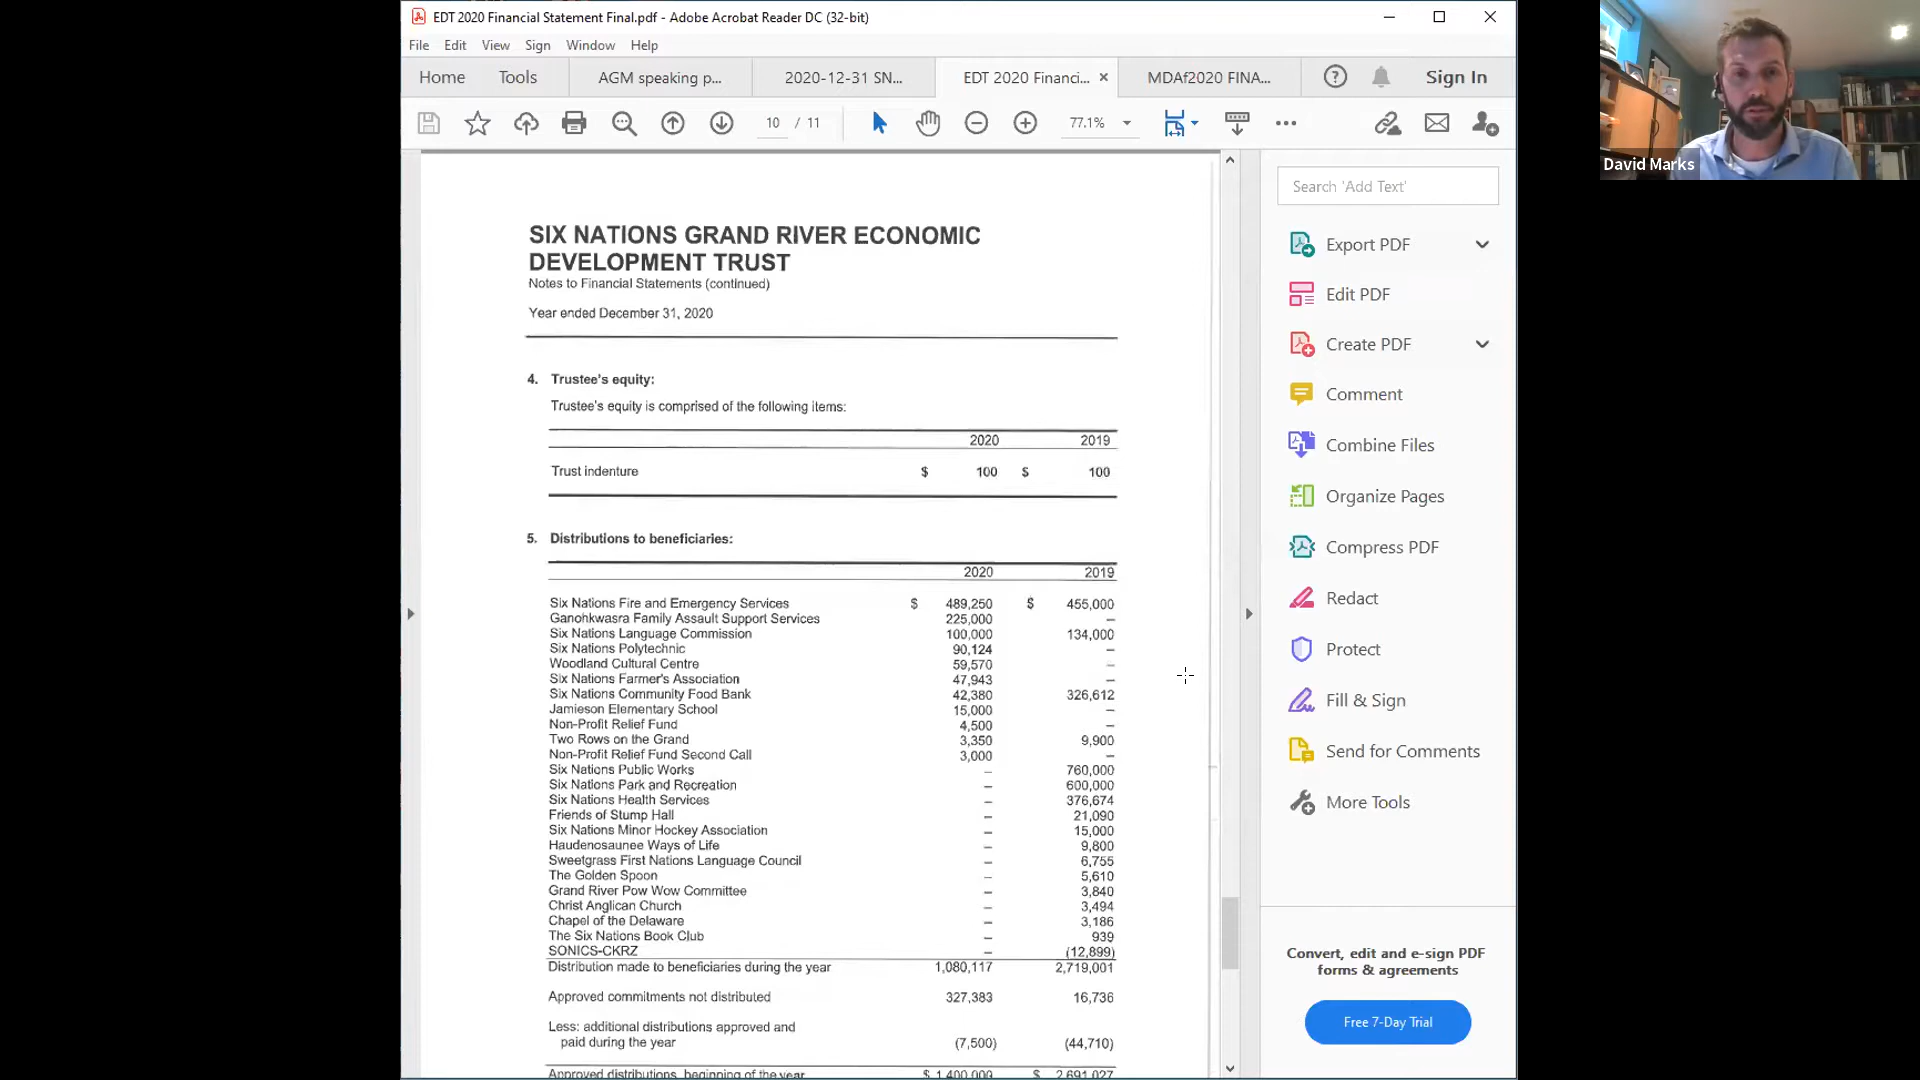 EDT 2020 Financial Statement Final.pdf - Adobe Acrobat Reader DC (32-bit)
File Edit View Sign Window Help
Home Tools AGM speaking p... 2020-12-31 SN... EDT 2020 Financi... × MDAf2020 FINA... Sign In
10 / 11 77.1%
David Marks
SIX NATIONS GRAND RIVER ECONOMIC
DEVELOPMENT TRUST
Notes to Financial Statements (continued)
Year ended December 31, 2020
4. Trustee's equity:
Trustee's equity is comprised of the following items:
2020 2019
Trust indenture $ 100 $ 100
5. Distributions to beneficiaries:
2020 2019
Six Nations Fire and Emergency Services $ 489,250 $ 455,000
Ganohkwasra Family Assault Support Services 225,000 –
Six Nations Language Commission 100,000 134,000
Six Nations Polytechnic 90,124 –
Woodland Cultural Centre 59,570 –
Six Nations Farmer's Association 47,943 –
Six Nations Community Food Bank 42,380 326,612
Jamieson Elementary School 15,000 –
Non-Profit Relief Fund 4,500 –
Two Rows on the Grand 3,350 9,900
Non-Profit Relief Fund Second Call 3,000 –
Six Nations Public Works – 760,000
Six Nations Park and Recreation – 600,000
Six Nations Health Services – 376,674
Friends of Stump Hall – 21,090
Six Nations Minor Hockey Association – 15,000
Haudenosaunee Ways of Life – 9,800
Sweetgrass First Nations Language Council – 6,755
The Golden Spoon – 5,610
Grand River Pow Wow Committee – 3,840
Christ Anglican Church – 3,494
Chapel of the Delaware – 3,186
The Six Nations Book Club – 939
SONICS-CKRZ – (12,899)
Distribution made to beneficiaries during the year 1,080,117 2,719,001
Approved commitments not distributed 327,383 16,736
Less: additional distributions approved and
paid during the year (7,500) (44,710)
Approved distributions, beginning of the year $ 1,400,000 $ 2,691,027
Search 'Add Text'
Export PDF
Edit PDF
Create PDF
Comment
Combine Files
Organize Pages
Compress PDF
Redact
Protect
Fill & Sign
Send for Comments
More Tools
Convert, edit and e-sign PDF
forms & agreements
Free 7-Day Trial